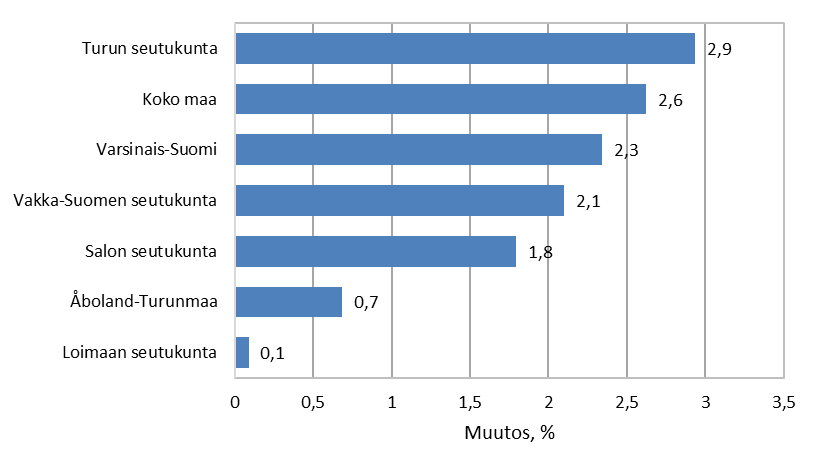 Turun seutukunta 2,9
Koko maa 2,6
Varsinais-Suomi 2,3
Vakka-Suomen seutukunta 2,1
Salon seutukunta 1,8
Åboland-Turunmaa 0,7
Loimaan seutukunta 0,1
0 0,5 1 1,5 2 2,5 3 3,5
Muutos, %